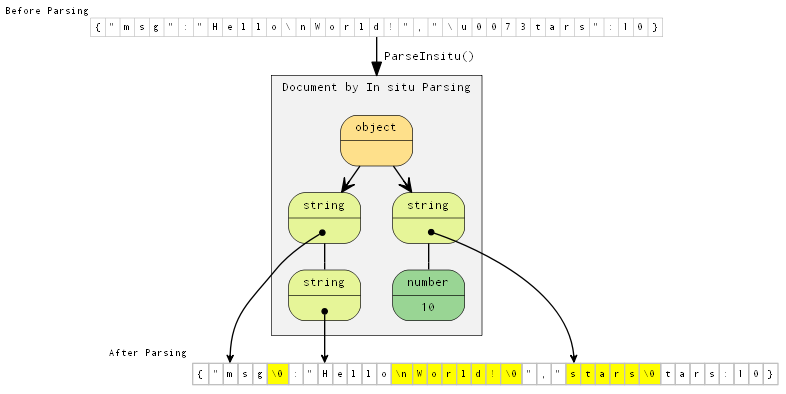 Before Parsing
{ " m s g " : " H e l l o \ n W o r l d ! " , " \ u 0 0 7 3 t a r s " : 1 0 }
ParseInsitu()
Document by In situ Parsing
object
string string
string number
10
After Parsing
{ " m s g \0 : " H e l l o \n W o r l d ! \0 " , " s t a r s \0 t a r s : 1 0 }